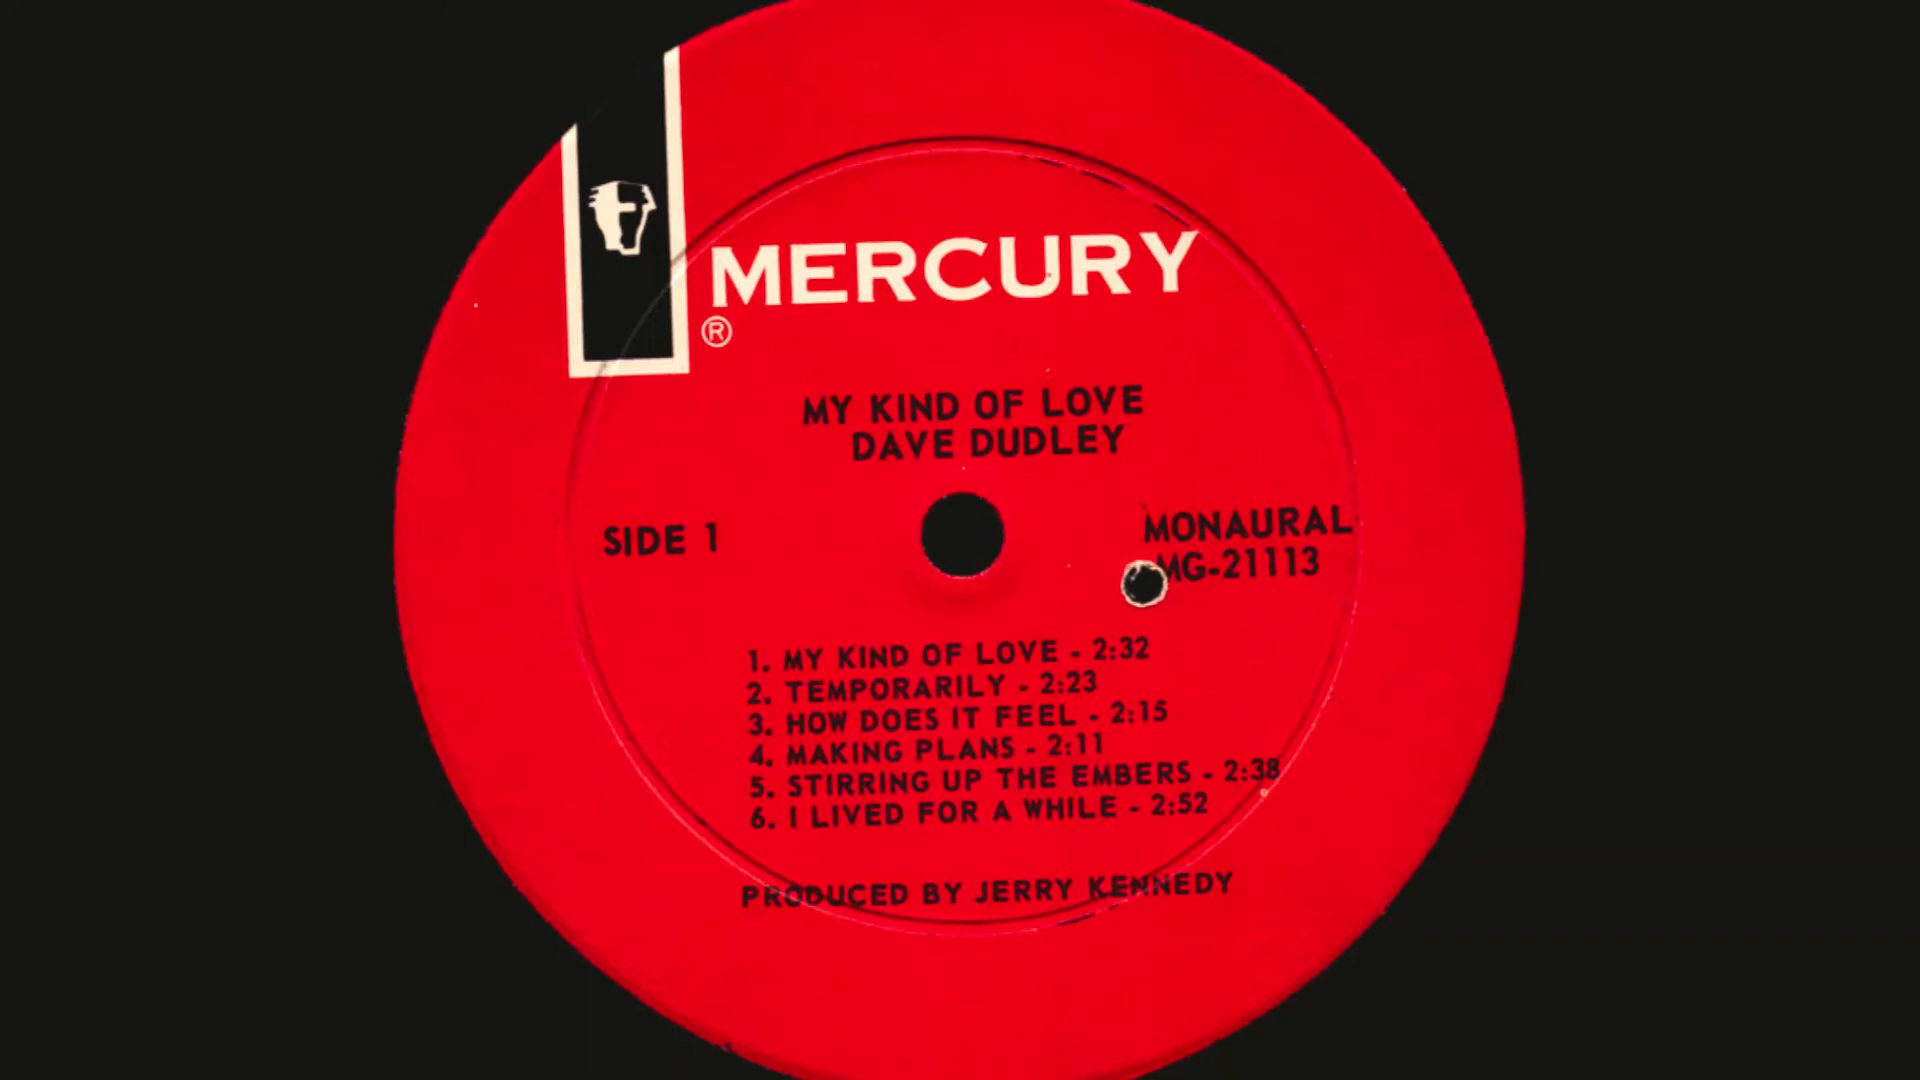 MERCURY
®
MY KIND OF LOVE
DAVE DUDLEY
SIDE 1
MONAURAL
MG-21113
1. MY KIND OF LOVE - 2:32
2. TEMPORARILY - 2:23
3. HOW DOES IT FEEL - 2:15
4. MAKING PLANS - 2:11
5. STIRRING UP THE EMBERS - 2:38
6. I LIVED FOR A WHILE - 2:52
PRODUCED BY JERRY KENNEDY